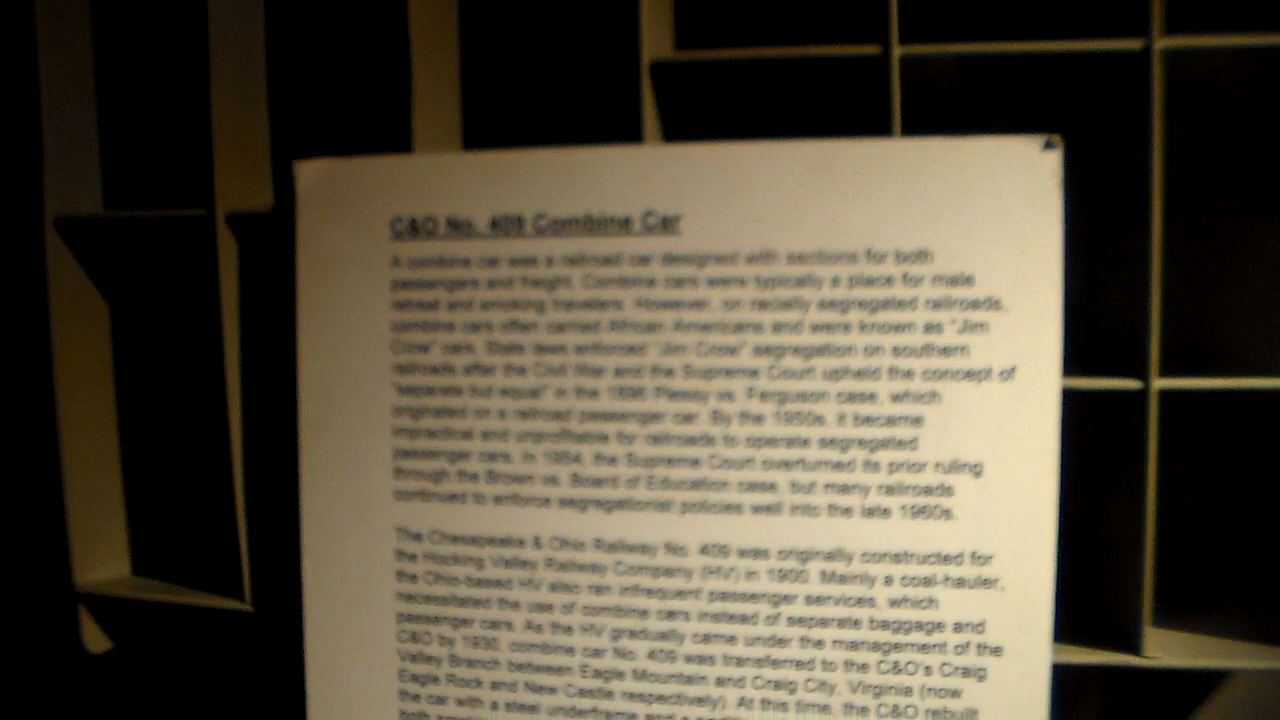 C&O No. 409 Combine Car
A combine car was a railroad car designed with sections for both
passengers and freight. Combine cars were typically a place for male
retreat and smoking travelers. However, on racially segregated railroads,
combine cars often carried African Americans and were known as "Jim
Crow" cars. State laws enforced "Jim Crow" segregation on southern
railroads after the Civil War and the Supreme Court upheld the concept of
"separate but equal" in the 1896 Plessy vs. Ferguson case, which
originated on a railroad passenger car. By the 1950s, it became
impractical and unprofitable for railroads to operate segregated
passenger cars. In 1954, the Supreme Court overturned its prior ruling
through the Brown vs. Board of Education case, but many railroads
continued to enforce segregationist policies well into the late 1960s.
The Chesapeake & Ohio Railway No. 409 was originally constructed for
the Hocking Valley Railway Company (HV) in 1900. Mainly a coal-hauler,
the Ohio-based HV also ran infrequent passenger services, which
necessitated the use of combine cars instead of separate baggage and
passenger cars. As the HV gradually came under the management of the
C&O by 1930, combine car No. 409 was transferred to the C&O's Craig
Valley Branch between Eagle Mountain and Craig City, Virginia (now
Eagle Rock and New Castle respectively). At this time, the C&O rebuilt
the car with a steel underframe and a